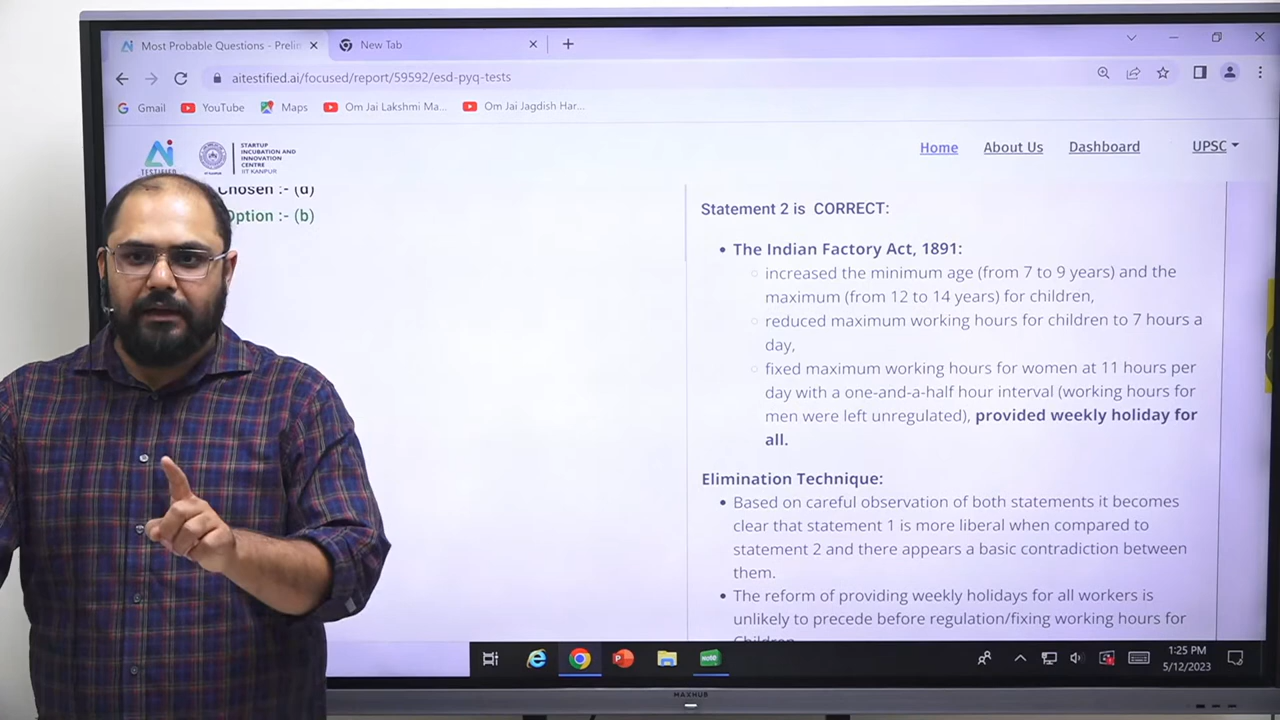 Most Probable Questions - Prelin
New Tab
aitestified.ai/focused/report/59592/esd-pyq-tests
Gmail YouTube Maps Om Jai Lakshmi Ma... Om Jai Jagdish Har...
TESTIFIED
STARTUP
INCUBATION AND
INNOVATION
CENTRE
IIT KANPUR
Home About Us Dashboard UPSC
Chosen :- (a)
Option :- (b)
Statement 2 is CORRECT:
• The Indian Factory Act, 1891:
increased the minimum age (from 7 to 9 years) and the
maximum (from 12 to 14 years) for children,
reduced maximum working hours for children to 7 hours a
day,
fixed maximum working hours for women at 11 hours per
day with a one-and-a-half hour interval (working hours for
men were left unregulated), provided weekly holiday for
all.
Elimination Technique:
• Based on careful observation of both statements it becomes
clear that statement 1 is more liberal when compared to
statement 2 and there appears a basic contradiction between
them.
• The reform of providing weekly holidays for all workers is
unlikely to precede before regulation/fixing working hours for
Children
Note
1:25 PM
5/12/2023
MAXHUB